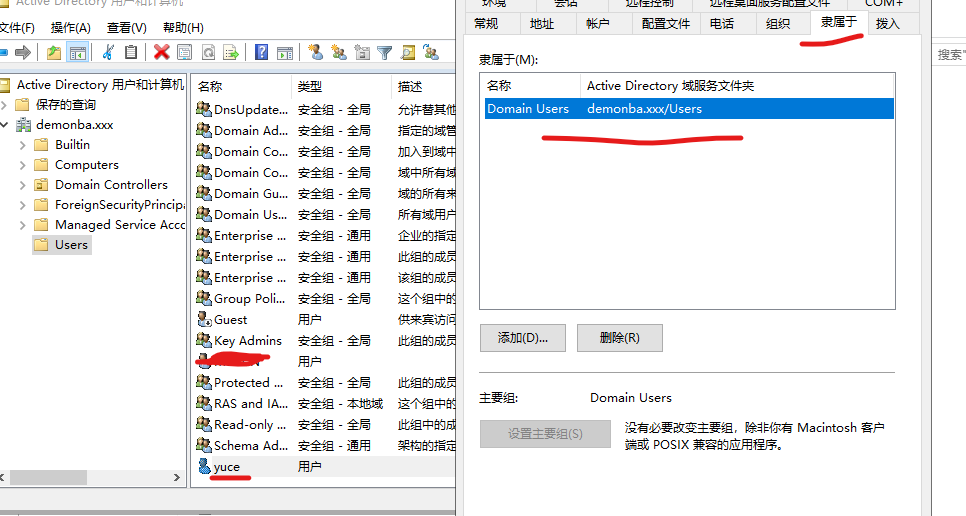 Active Directory 用户和计算机
文件(F) 操作(A) 查看(V) 帮助(H)
Active Directory 用户和计算机
保存的查询
demonba.xxx
Builtin
Computers
Domain Controllers
ForeignSecurityPrincipa
Managed Service Acco
Users
名称 类型 描述
DnsUpdate... 安全组 - 全局 允许替其他
Domain Ad... 安全组 - 全局 指定的域管
Domain Co... 安全组 - 全局 加入到域中
Domain Co... 安全组 - 全局 域中所有域
Domain Gu... 安全组 - 全局 域的所有来
Domain Us... 安全组 - 全局 所有域用户
Enterprise ... 安全组 - 通用 企业的指定
Enterprise ... 安全组 - 通用 此组的成员
Enterprise ... 安全组 - 通用 该组的成员
Group Poli... 安全组 - 全局 这个组中的
Guest 用户 供来宾访问
Key Admins 安全组 - 全局 此组的成员
用户
Protected ... 安全组 - 全局 此组的成员
RAS and IA... 安全组 - 本地域 这个组中的
Read-only ... 安全组 - 全局 此组中的成
Schema Ad... 安全组 - 通用 架构的指定
yuce 用户
环境 会话 远程控制 远程桌面服务配置文件 COM+
常规 地址 帐户 配置文件 电话 组织 隶属于 拨入
隶属于(M):
名称 Active Directory 域服务文件夹
Domain Users demonba.xxx/Users
添加(D)... 删除(R)
主要组: Domain Users
设置主要组(S)
没有必要改变主要组，除非你有 Macintosh 客户
端或 POSIX 兼容的应用程序。
搜索"